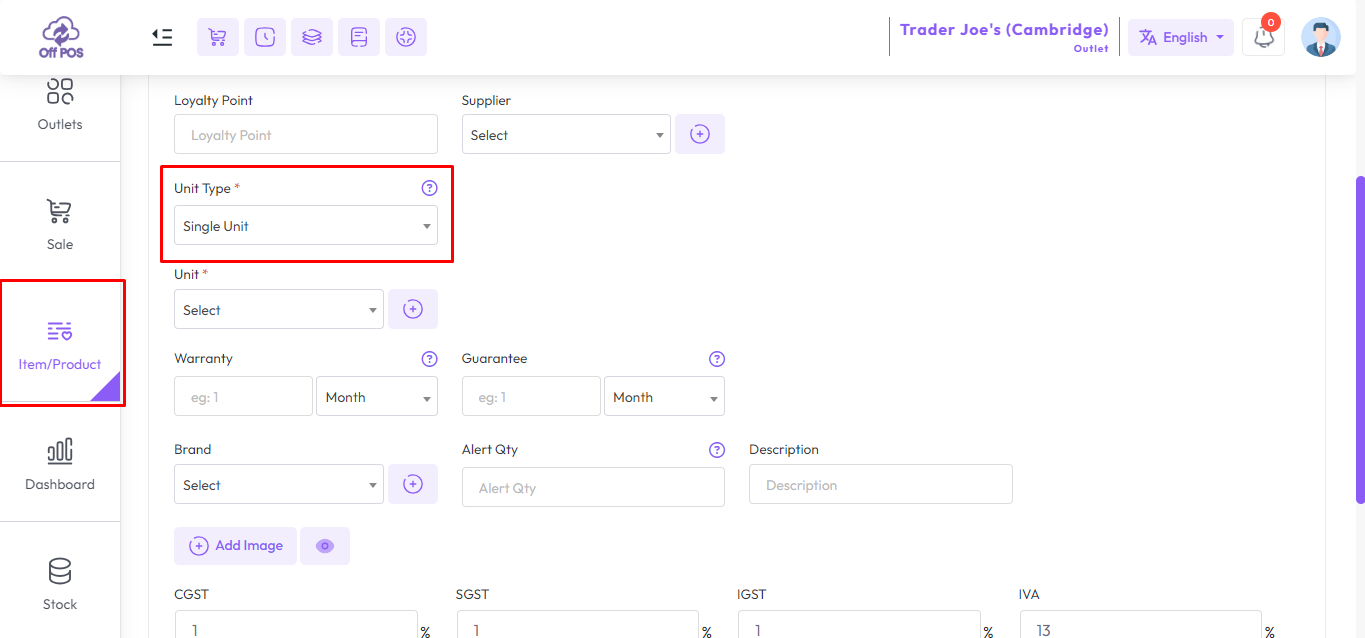 Off POS
Trader Joe's (Cambridge)
Outlet
English
0
Outlets
Sale
Item/Product
Dashboard
Stock
Loyalty Point
Supplier
Loyalty Point
Select
Unit Type *
Single Unit
Unit *
Select
Warranty
Guarantee
eg: 1
Month
eg: 1
Month
Brand
Alert Qty
Description
Select
Alert Qty
Description
Add Image
CGST
SGST
IGST
IVA
1 %
1 %
1 %
13 %